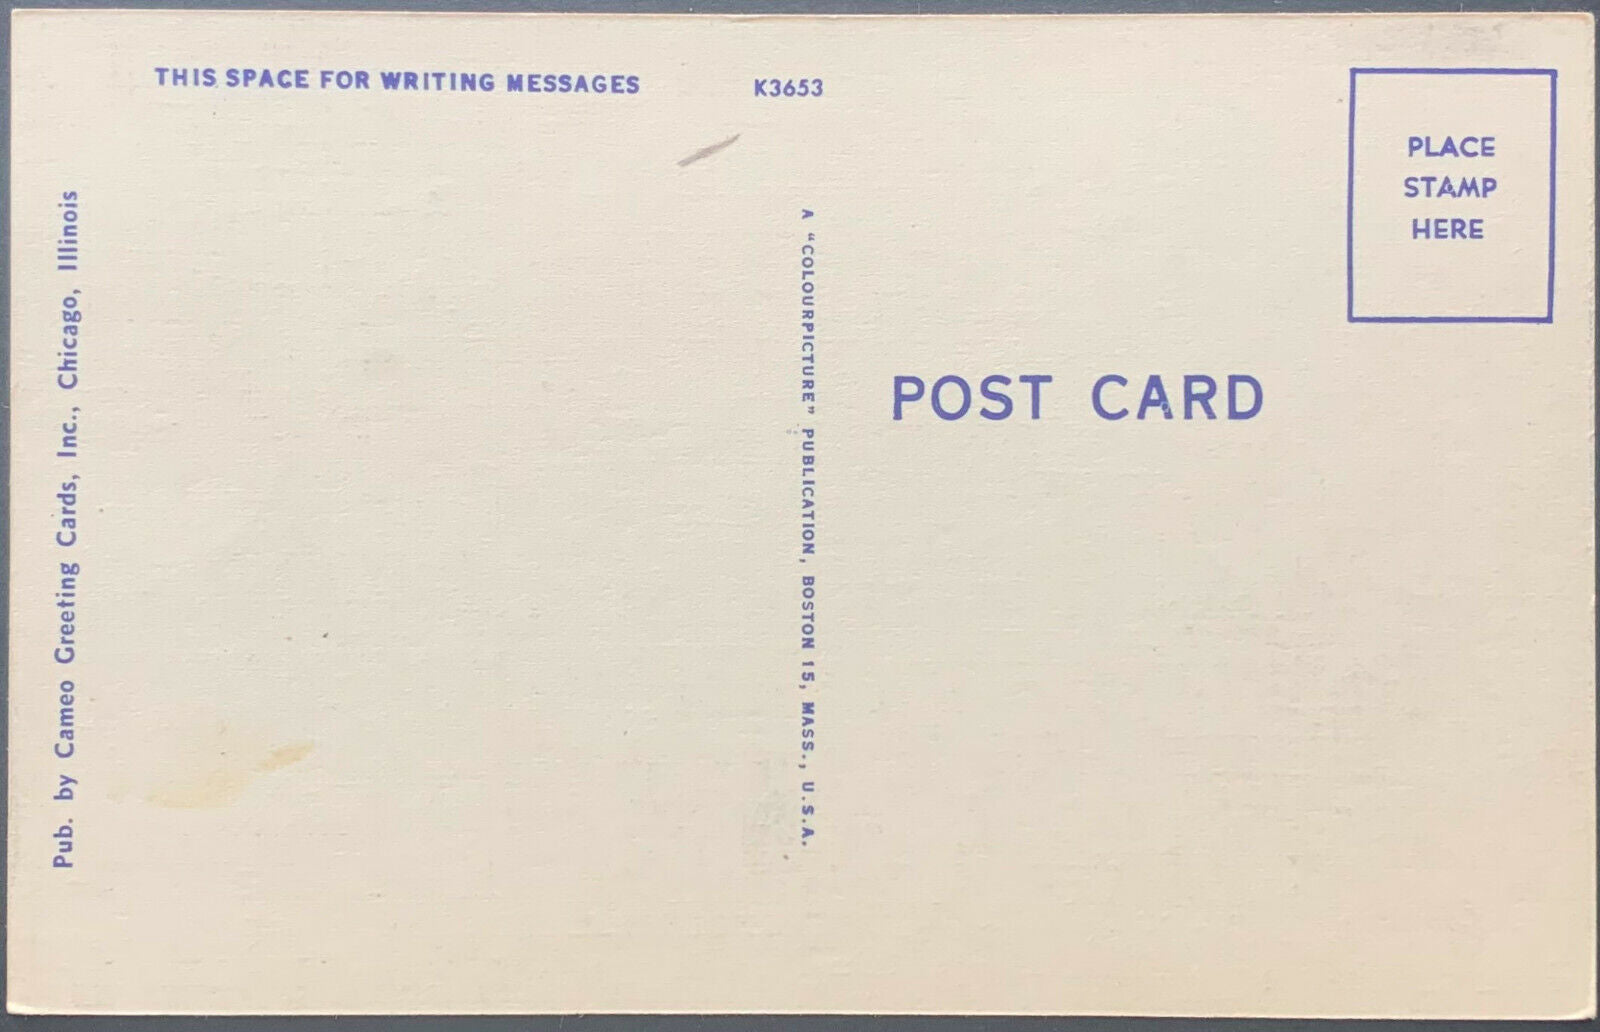 THIS SPACE FOR WRITING MESSAGES
K3653
PLACE
STAMP
HERE
POST CARD
A "COLOURPICTURE" PUBLICATION, BOSTON 15, MASS., U.S.A.
Pub. by Cameo Greeting Cards, Inc., Chicago, Illinois